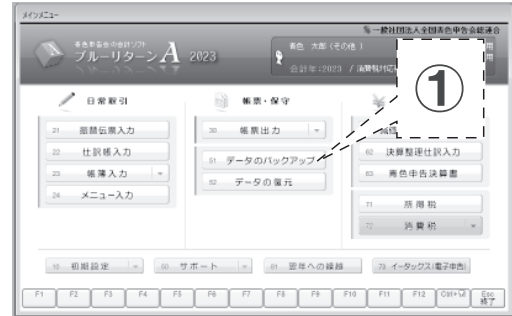 メインメニュー
一般社団法人全国青色申告会総連合
青色申告会の会計ソフト
ブルーリターンA 2023
青色 太郎 (その他)
会計年:2023 / 消費税対応
用
用
①
日常取引
21 振替伝票入力
22 仕訳帳入力
23 帳簿入力
24 メニュー入力
帳票・保守
30 帳票出力
51 データのバックアップ
52 データの復元
62 決算整理仕訳入力
63 青色申告決算書
71 所得税
72 消費税
10 初期設定
90 サポート
81 翌年への繰越
73 イータックス(電子申告)
F1 F2 F3 F4 F5 F6 F7 F8 F9 F10 F11 F12 Ctrl+Q Esc
終了